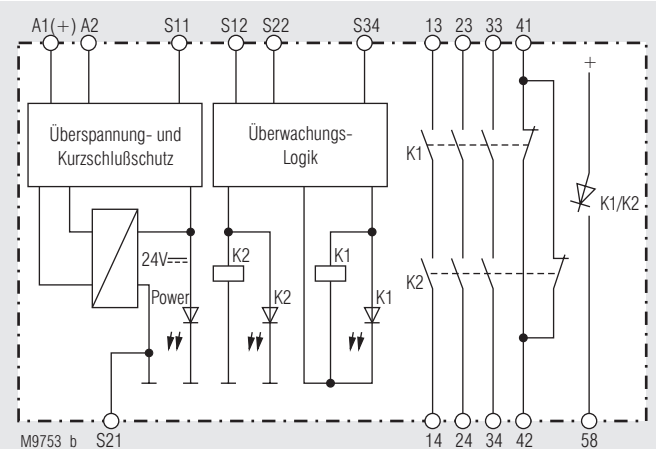 A1(+) A2 S11 S12 S22 S34 13 23 33 41
+
Überspannung- und
Kurzschlußschutz
Überwachungs-
Logik
K1
K1/K2
24V
K2
K1
K2
Power
K2
K1
M9753 b S21 14 24 34 42 58